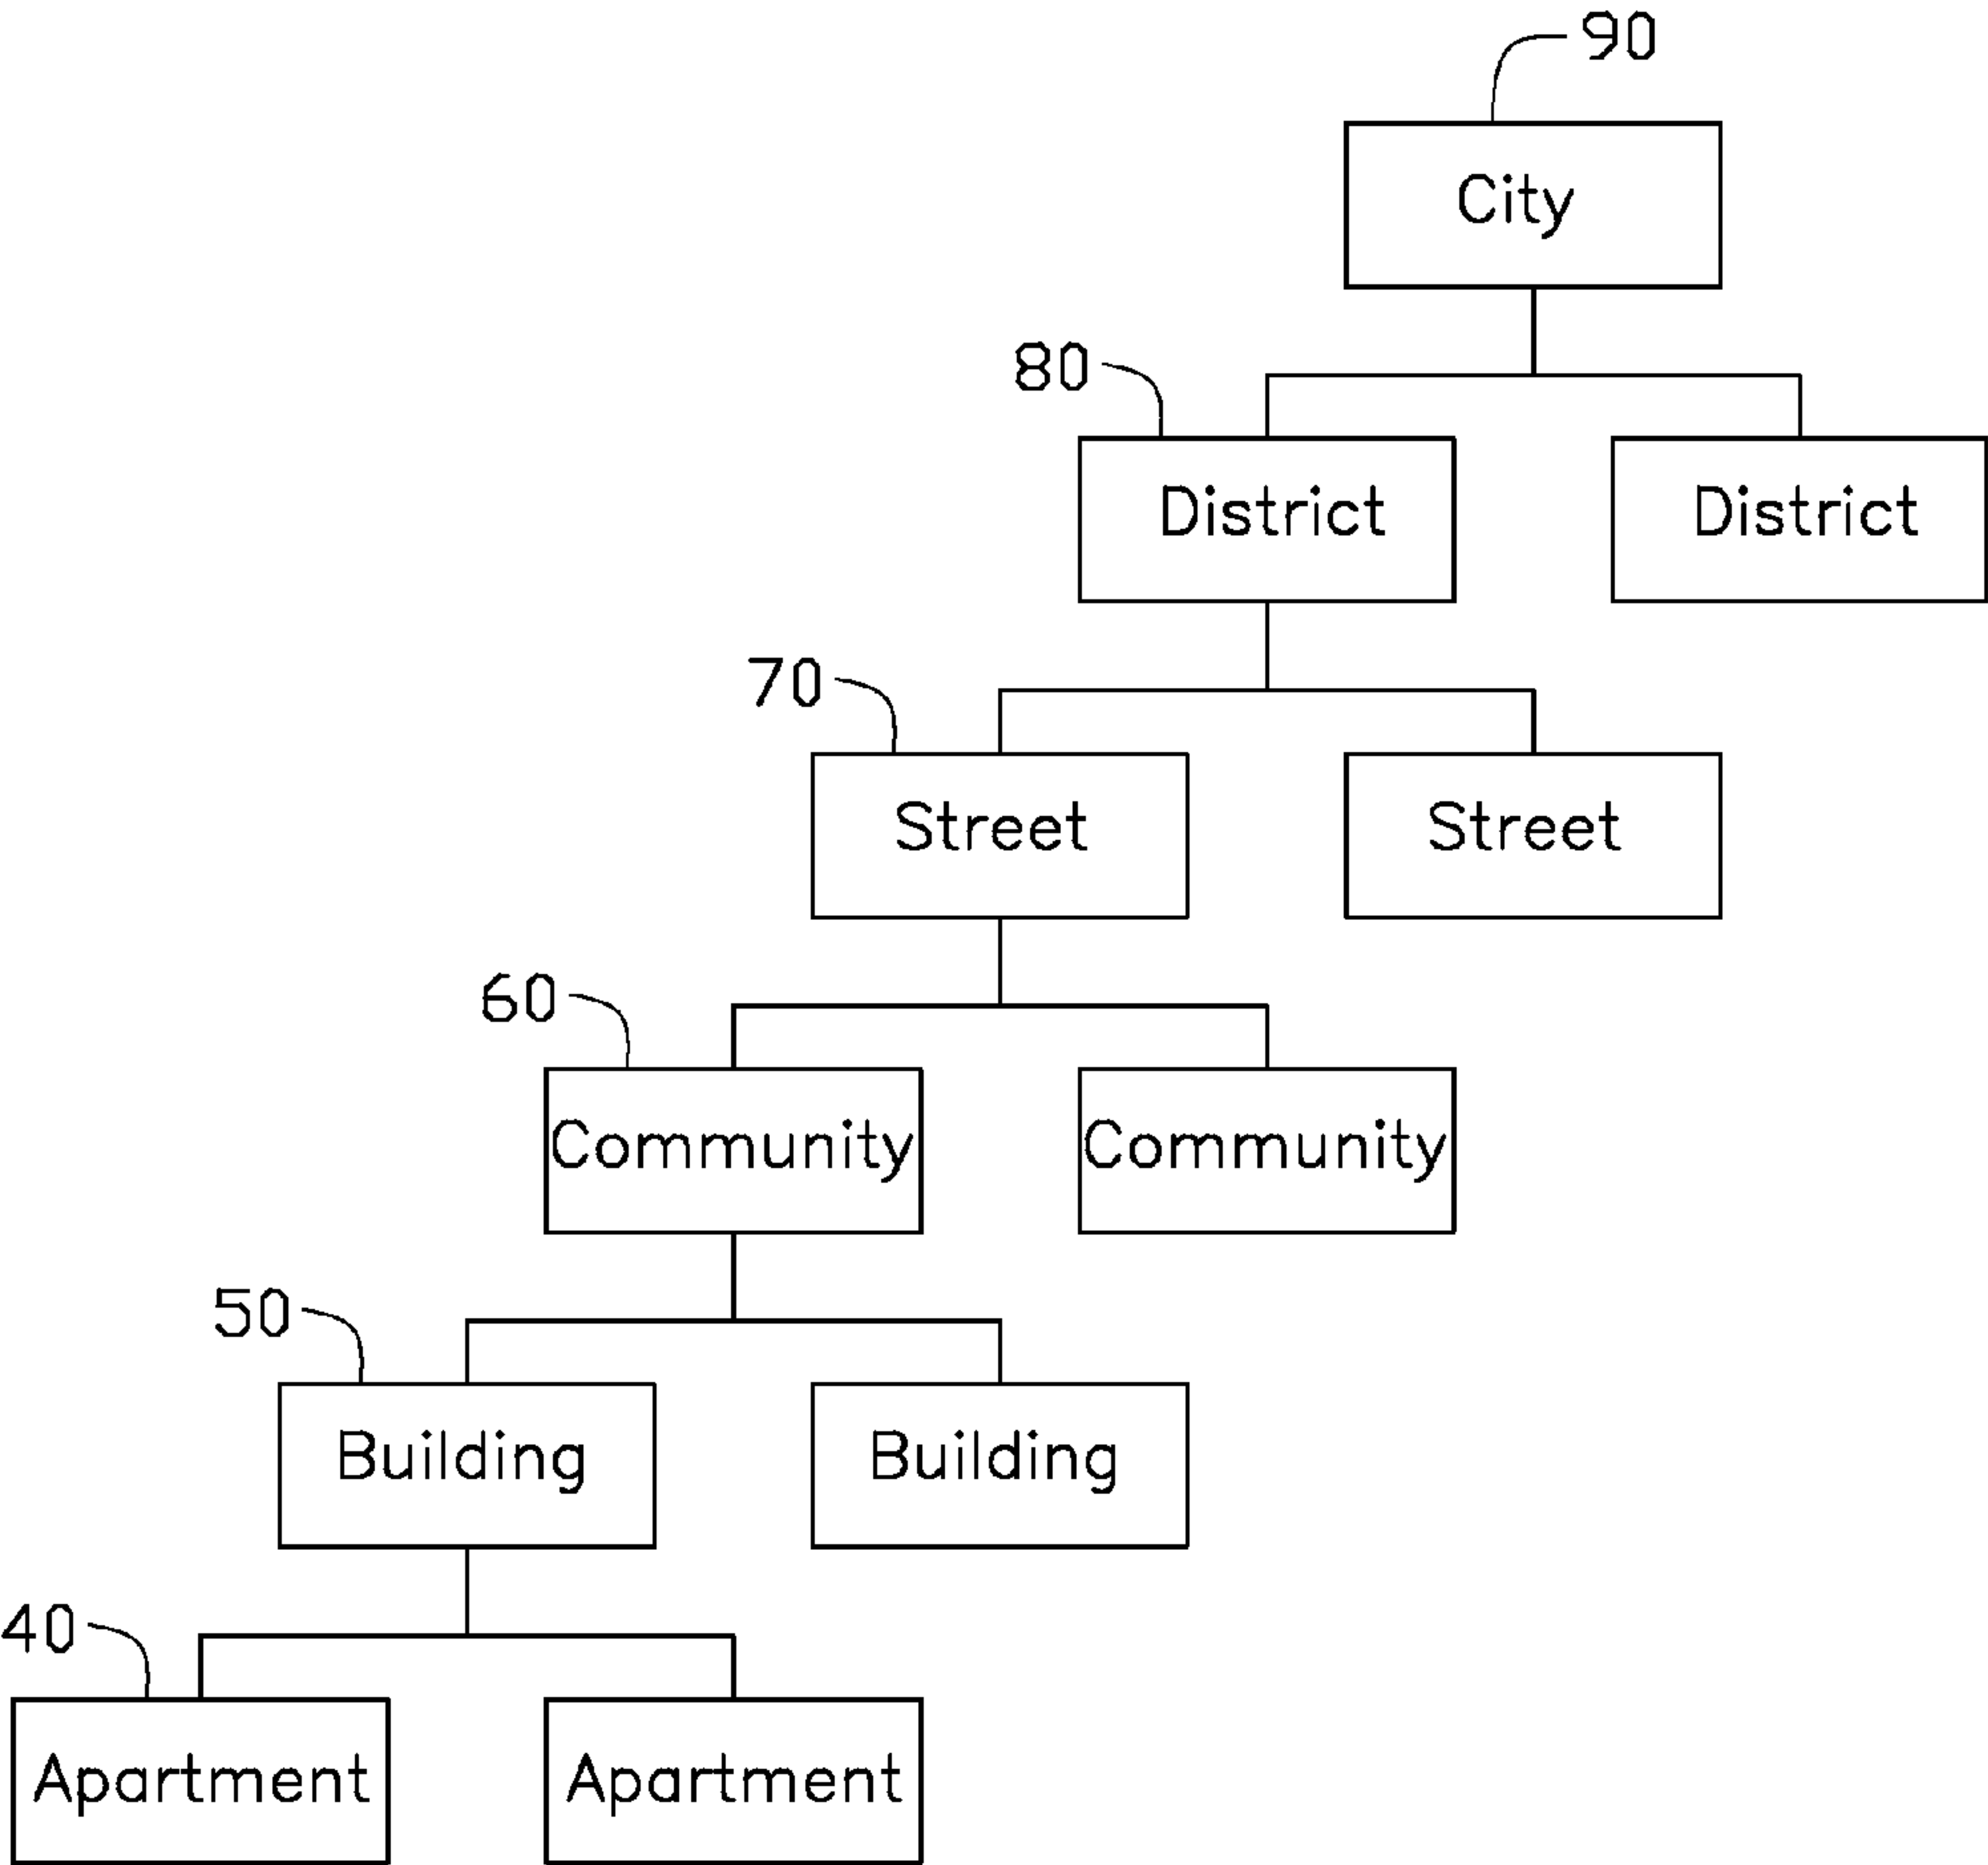 90
City
80
District District
70
Street Street
60
Community Community
50
Building Building
40
Apartment Apartment